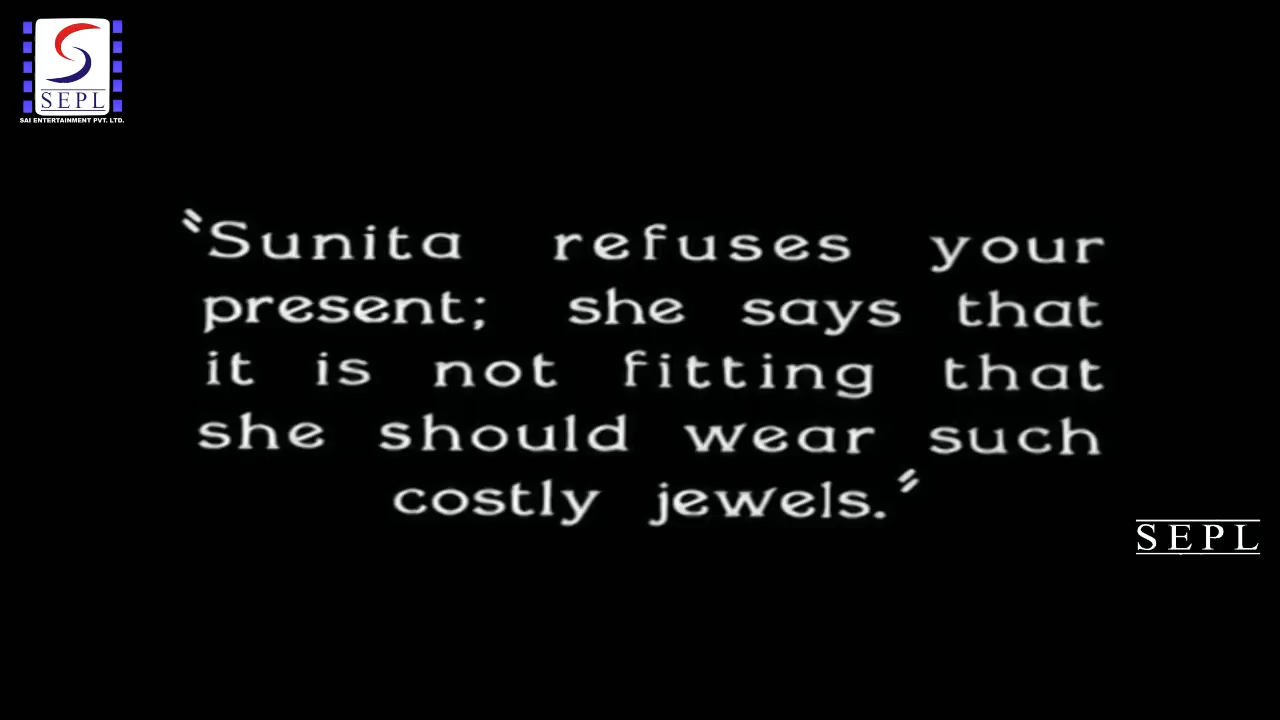 SEPL
SAI ENTERTAINMENT PVT. LTD.
"Sunita refuses your
present; she says that
it is not fitting that
she should wear such
costly jewels."
SEPL